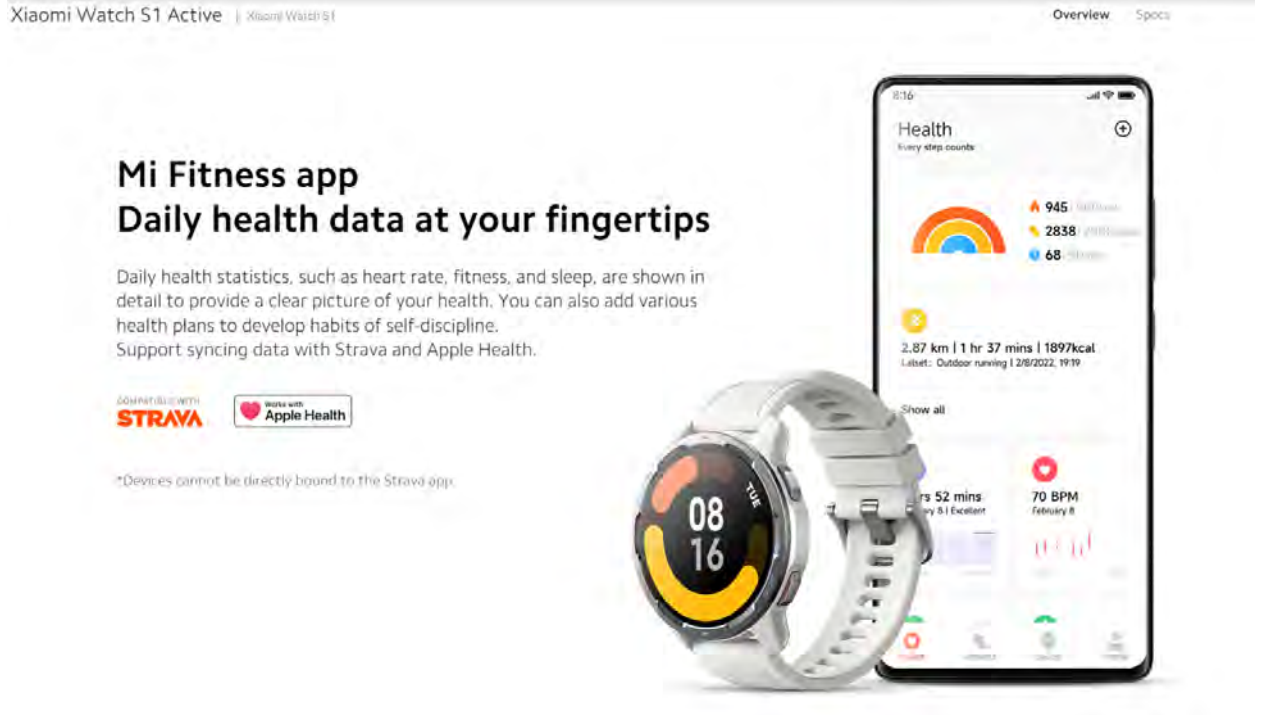 Xiaomi Watch S1 Active | Xiaomi Watch S1
Overview Specs
Mi Fitness app
Daily health data at your fingertips
Daily health statistics, such as heart rate, fitness, and sleep, are shown in
detail to provide a clear picture of your health. You can also add various
health plans to develop habits of self-discipline.
Support syncing data with Strava and Apple Health.
COMPATIBLE WITH
STRAVA
Works with
Apple Health
*Devices cannot be directly bound to the Strava app.
8:16
Health
Every step counts
945
2838
68
2.87 km | 1 hr 37 mins | 1897kcal
Outdoor running | 2/8/2022, 19:19
Show all
rs 52 mins
ry 8 | Excellent
70 BPM
February 8
TUE
08
16